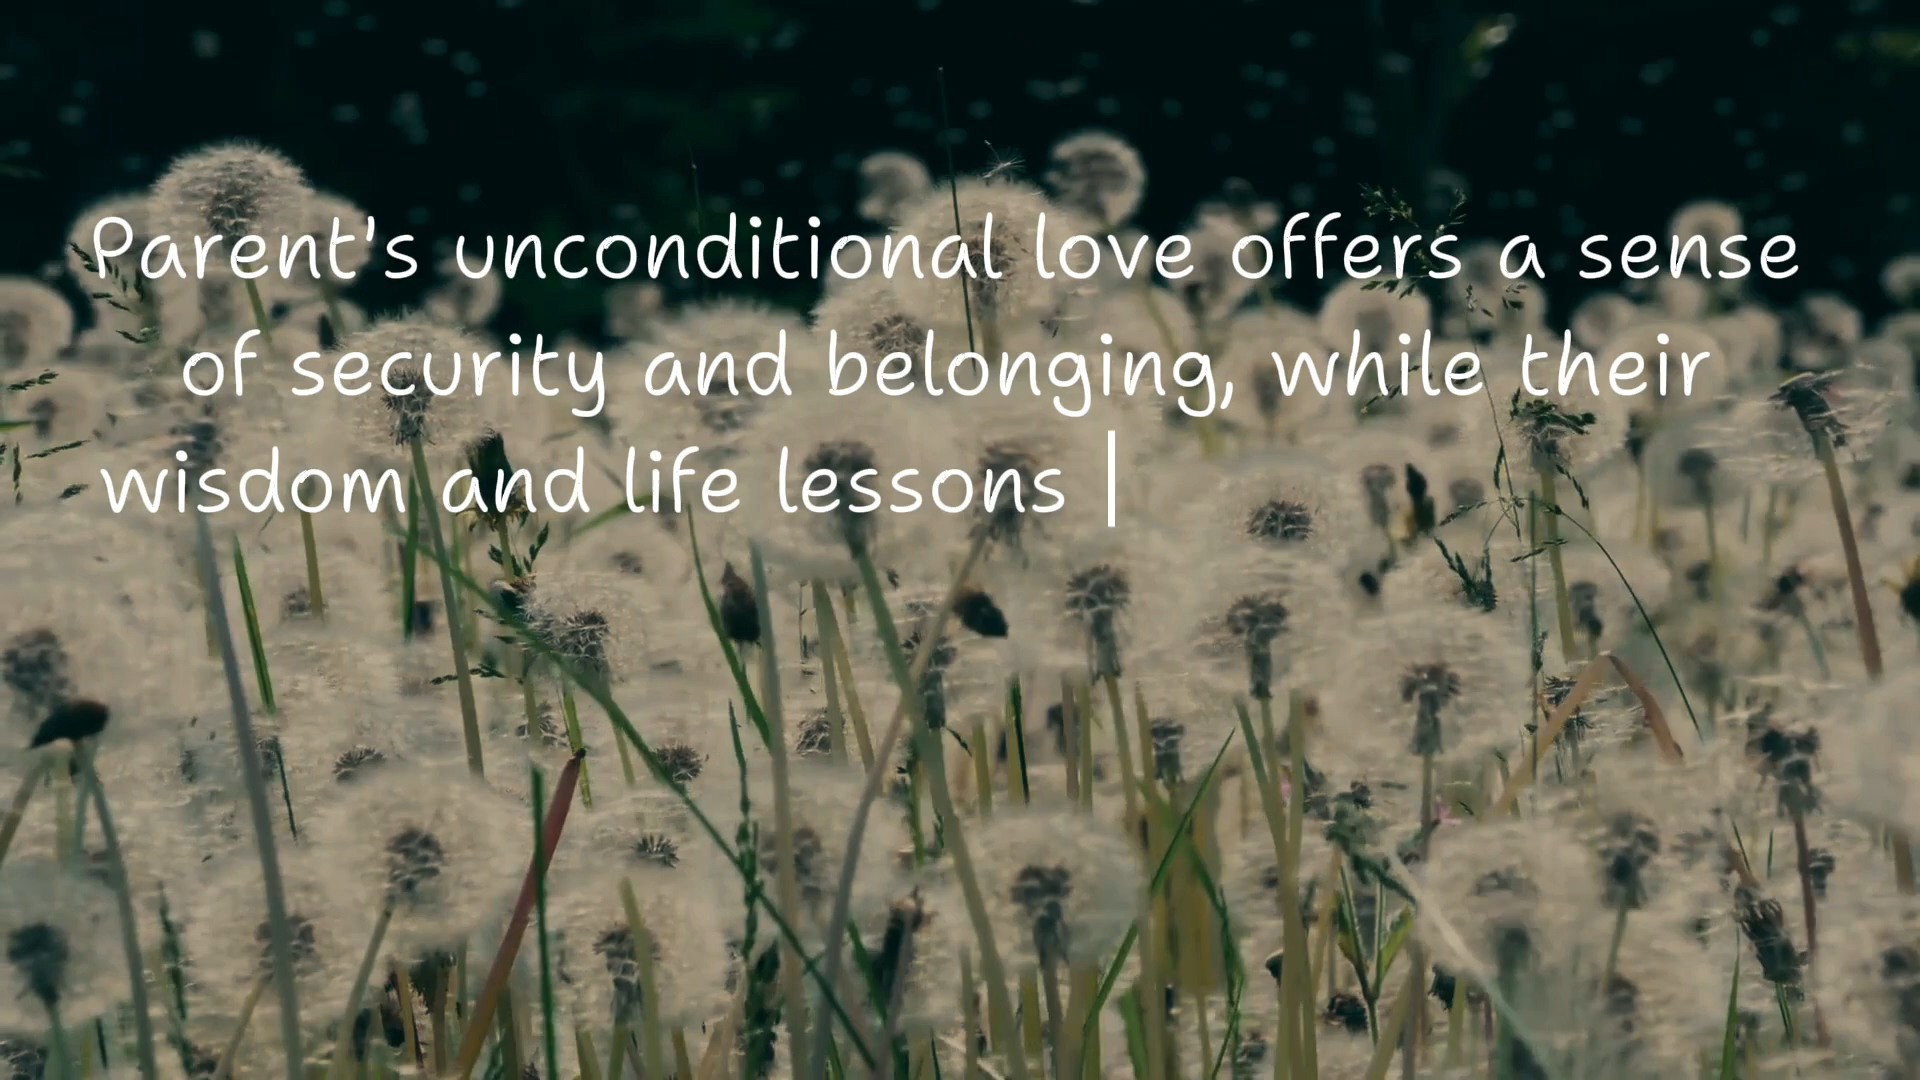 Parent's unconditional love offers a sense
of security and belonging, while their
wisdom and life lessons |